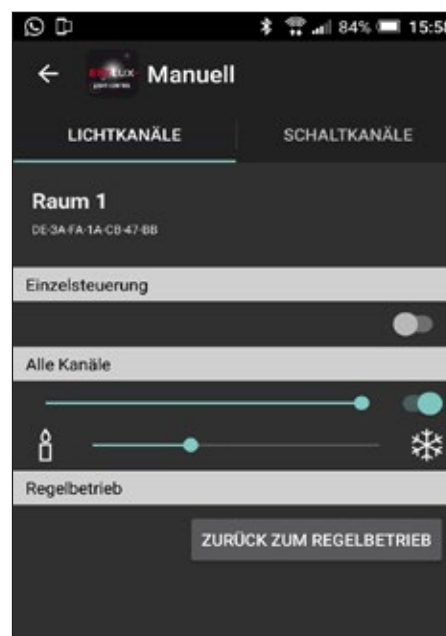 84% 15:58
Manuell
LICHTKANÄLE SCHALTKANÄLE
Raum 1
DE-3A-FA-1A-CB-47-BB
Einzelsteuerung
Alle Kanäle
Regelbetrieb
ZURÜCK ZUM REGELBETRIEB